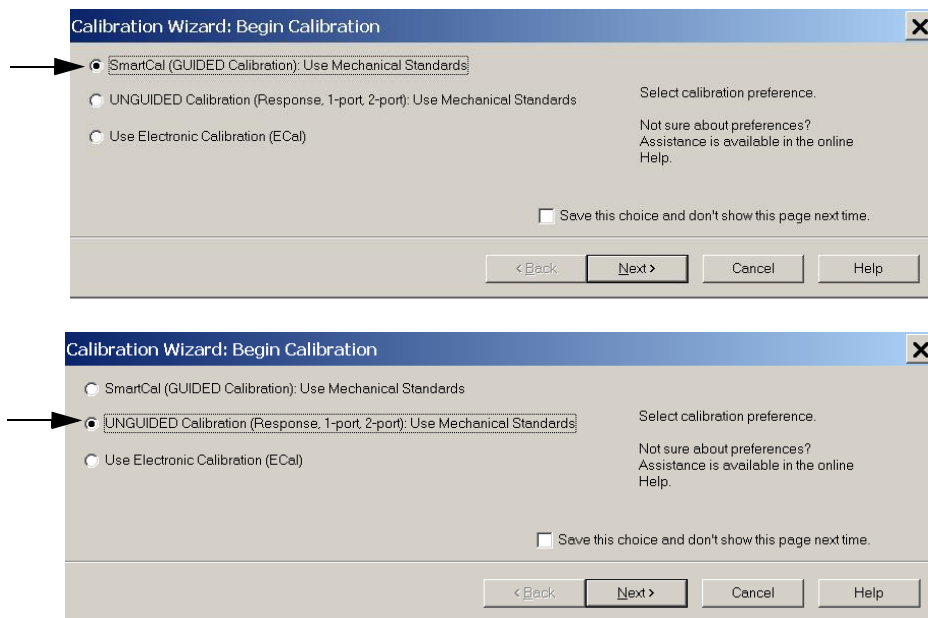 Calibration Wizard: Begin Calibration
SmartCal (GUIDED Calibration): Use Mechanical Standards
UNGUIDED Calibration (Response, 1-port, 2-port): Use Mechanical Standards
Use Electronic Calibration (ECal)
Select calibration preference.
Not sure about preferences?
Assistance is available in the online
Help.
Save this choice and don't show this page next time.
< Back
Next >
Cancel
Help
Calibration Wizard: Begin Calibration
SmartCal (GUIDED Calibration): Use Mechanical Standards
UNGUIDED Calibration (Response, 1-port, 2-port): Use Mechanical Standards
Use Electronic Calibration (ECal)
Select calibration preference.
Not sure about preferences?
Assistance is available in the online
Help.
Save this choice and don't show this page next time.
< Back
Next >
Cancel
Help